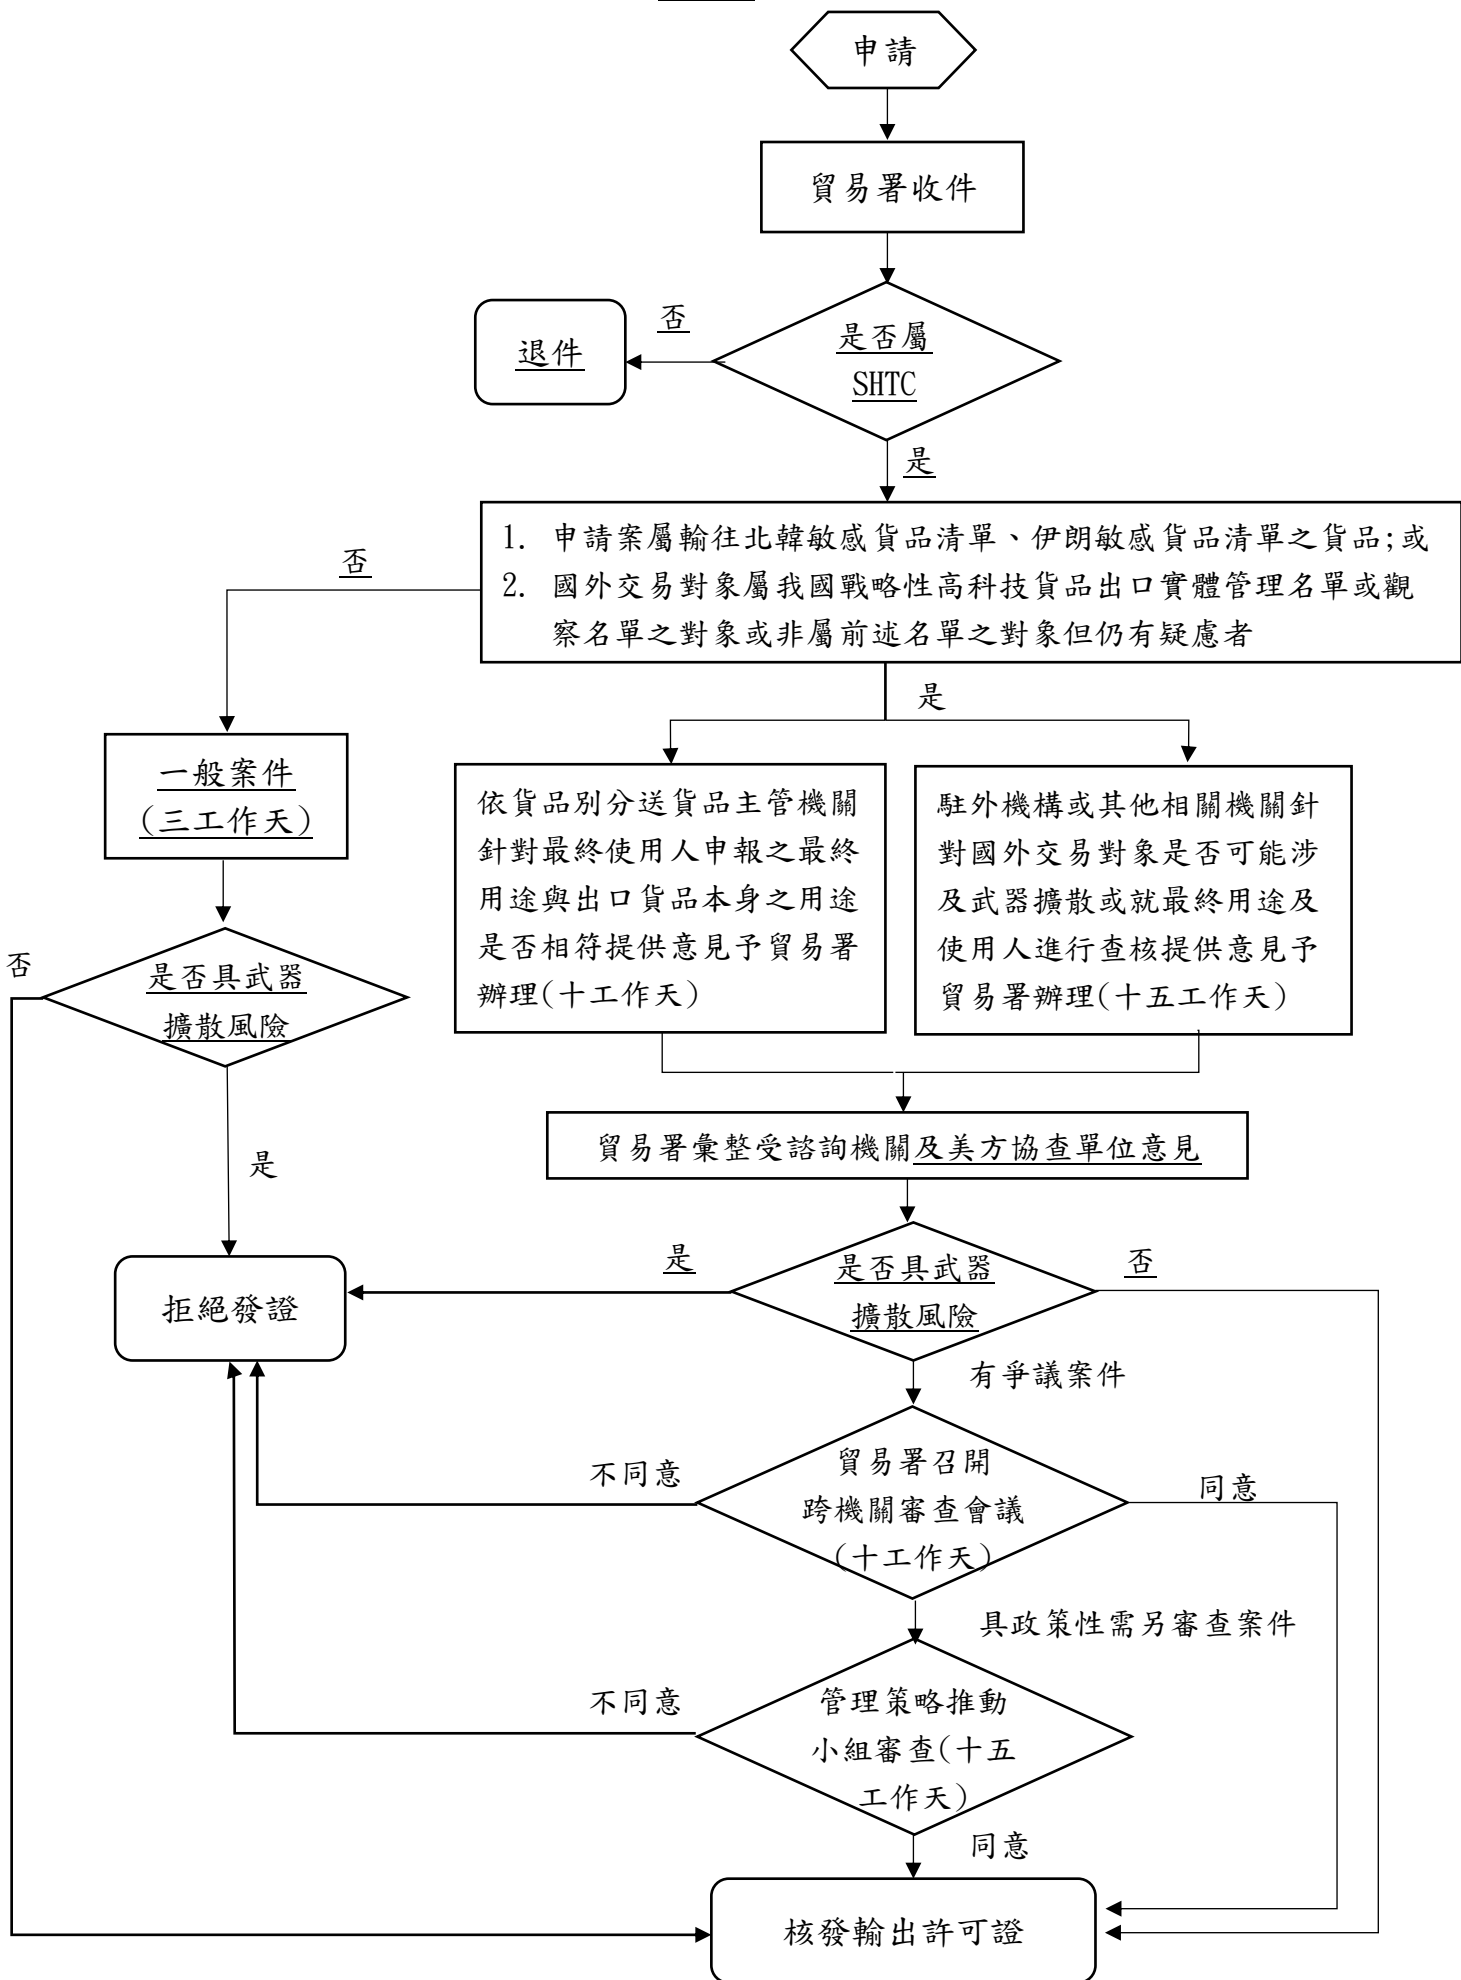 申請
貿易署收件
是否屬
SHTC
否
退件
是
1. 申請案屬輸往北韓敏感貨品清單、伊朗敏感貨品清單之貨品;或
2. 國外交易對象屬我國戰略性高科技貨品出口實體管理名單或觀
察名單之對象或非屬前述名單之對象但仍有疑慮者
否
是
一般案件
(三工作天)
依貨品別分送貨品主管機關
針對最終使用人申報之最終
用途與出口貨品本身之用途
是否相符提供意見予貿易署
辦理(十工作天)
駐外機構或其他相關機關針
對國外交易對象是否可能涉
及武器擴散或就最終用途及
使用人進行查核提供意見予
貿易署辦理(十五工作天)
否
是否具武器
擴散風險
是
貿易署彙整受諮詢機關及美方協查單位意見
拒絕發證
是
是否具武器
擴散風險
否
有爭議案件
不同意
貿易署召開
跨機關審查會議
(十工作天)
同意
具政策性需另審查案件
不同意
管理策略推動
小組審查(十五
工作天)
同意
核發輸出許可證